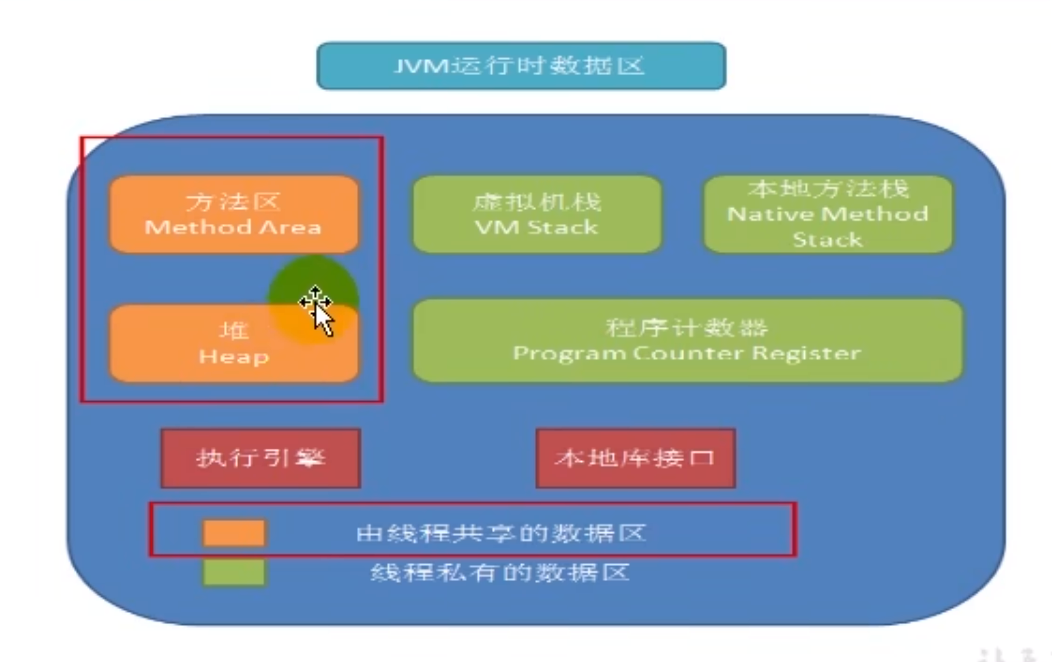 JVM运行时数据区
方法区
Method Area
虚拟机栈
VM Stack
本地方法栈
Native Method
Stack
堆
Heap
程序计数器
Program Counter Register
执行引擎
本地库接口
由线程共享的数据区
线程私有的数据区